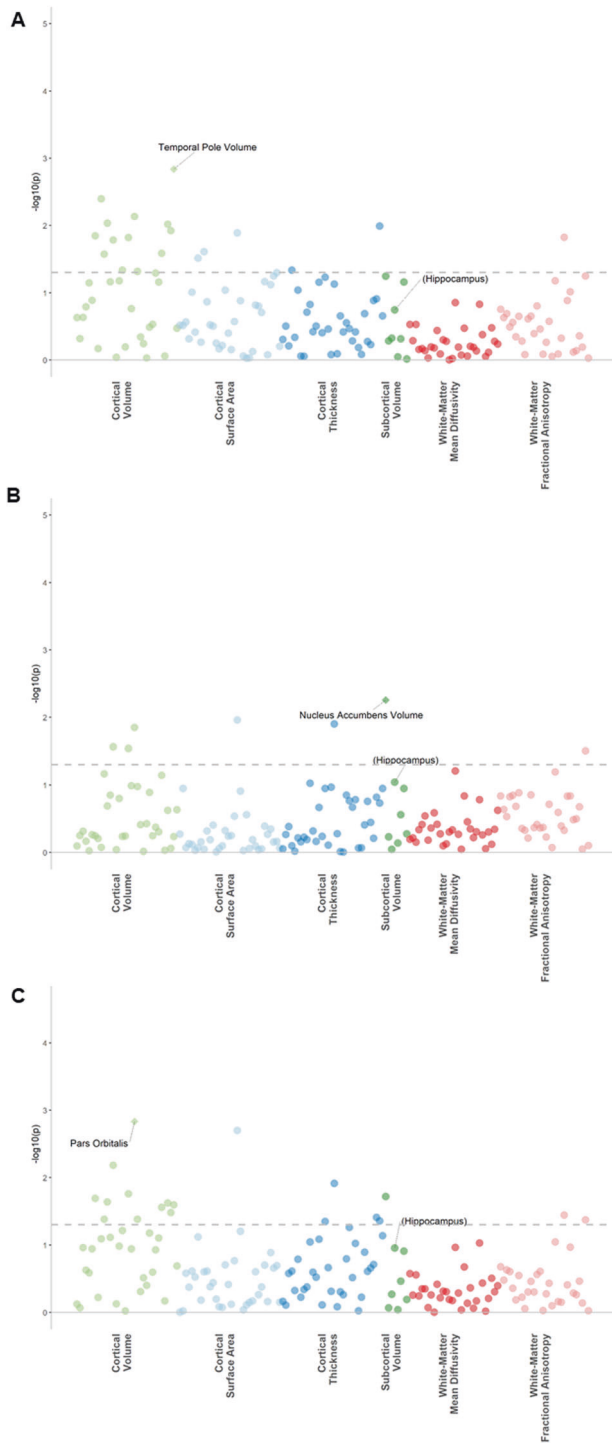 A
5
4
3
2
1
0
-log10(p)
Temporal Pole Volume
(Hippocampus)
Cortical
Volume
Cortical
Surface Area
Cortical
Thickness
Subcortical
Volume
White-Matter
Mean Diffusivity
White-Matter
Fractional Anisotropy
B
5
4
3
2
1
0
-log10(p)
Nucleus Accumbens Volume
(Hippocampus)
Cortical
Volume
Cortical
Surface Area
Cortical
Thickness
Subcortical
Volume
White-Matter
Mean Diffusivity
White-Matter
Fractional Anisotropy
C
4
3
2
1
0
-log10(p)
Pars Orbitalis
(Hippocampus)
Cortical
Volume
Cortical
Surface Area
Cortical
Thickness
Subcortical
Volume
White-Matter
Mean Diffusivity
White-Matter
Fractional Anisotropy